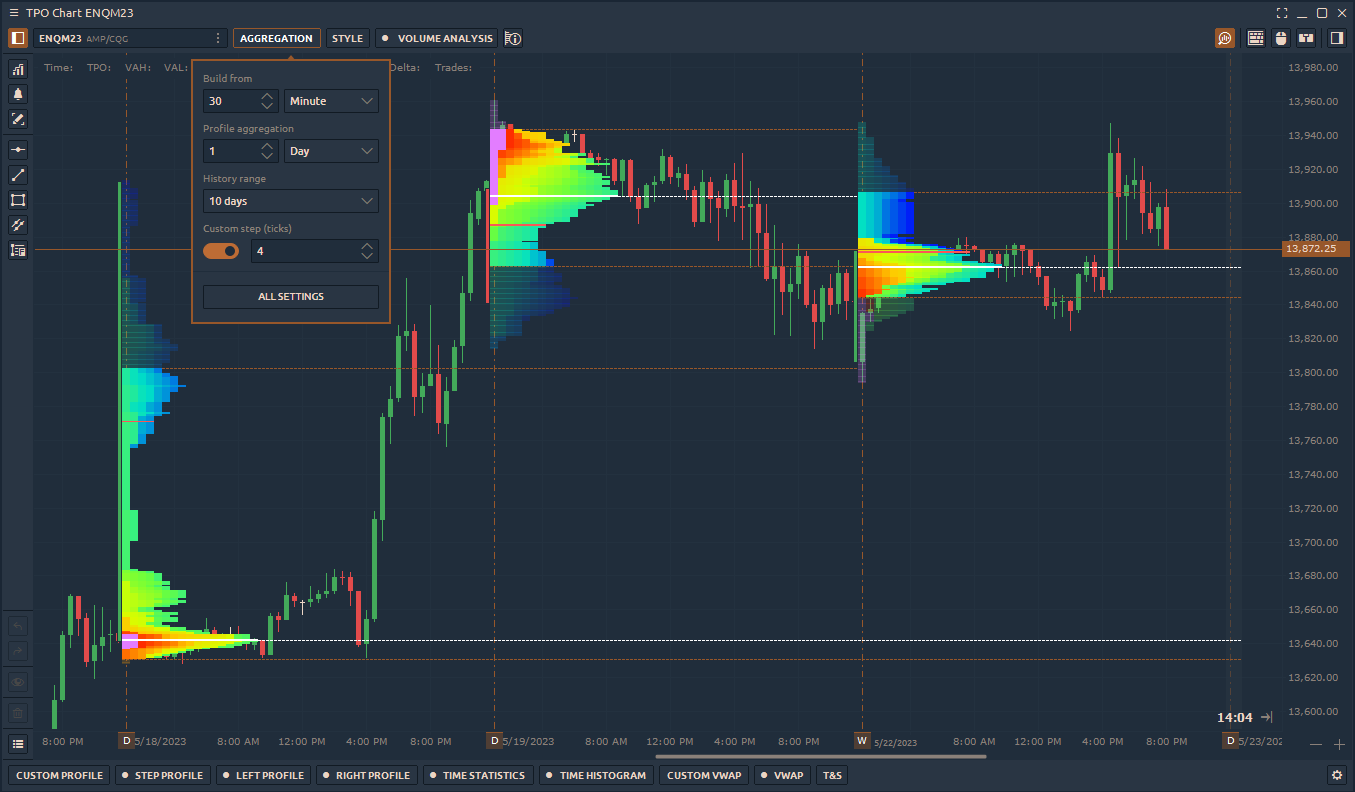 TPO Chart ENQM23
ENQM23 AMP/CQG AGGREGATION STYLE VOLUME ANALYSIS
Time: TPO: VAH: VAL: Delta: Trades:
Build from
30 Minute
Profile aggregation
1 Day
History range
10 days
Custom step (ticks)
4
ALL SETTINGS
13,980.00
13,960.00
13,940.00
13,920.00
13,900.00
13,880.00
13,872.25
13,860.00
13,840.00
13,820.00
13,800.00
13,780.00
13,760.00
13,740.00
13,720.00
13,700.00
13,680.00
13,660.00
13,640.00
13,620.00
13,600.00
14:04
8:00 PM D 5/18/2023 8:00 AM 12:00 PM 4:00 PM 8:00 PM D 5/19/2023 8:00 AM 12:00 PM 4:00 PM 8:00 PM W 5/22/2023 8:00 AM 12:00 PM 4:00 PM 8:00 PM D 5/23/202
CUSTOM PROFILE STEP PROFILE LEFT PROFILE RIGHT PROFILE TIME STATISTICS TIME HISTOGRAM CUSTOM VWAP VWAP T&S